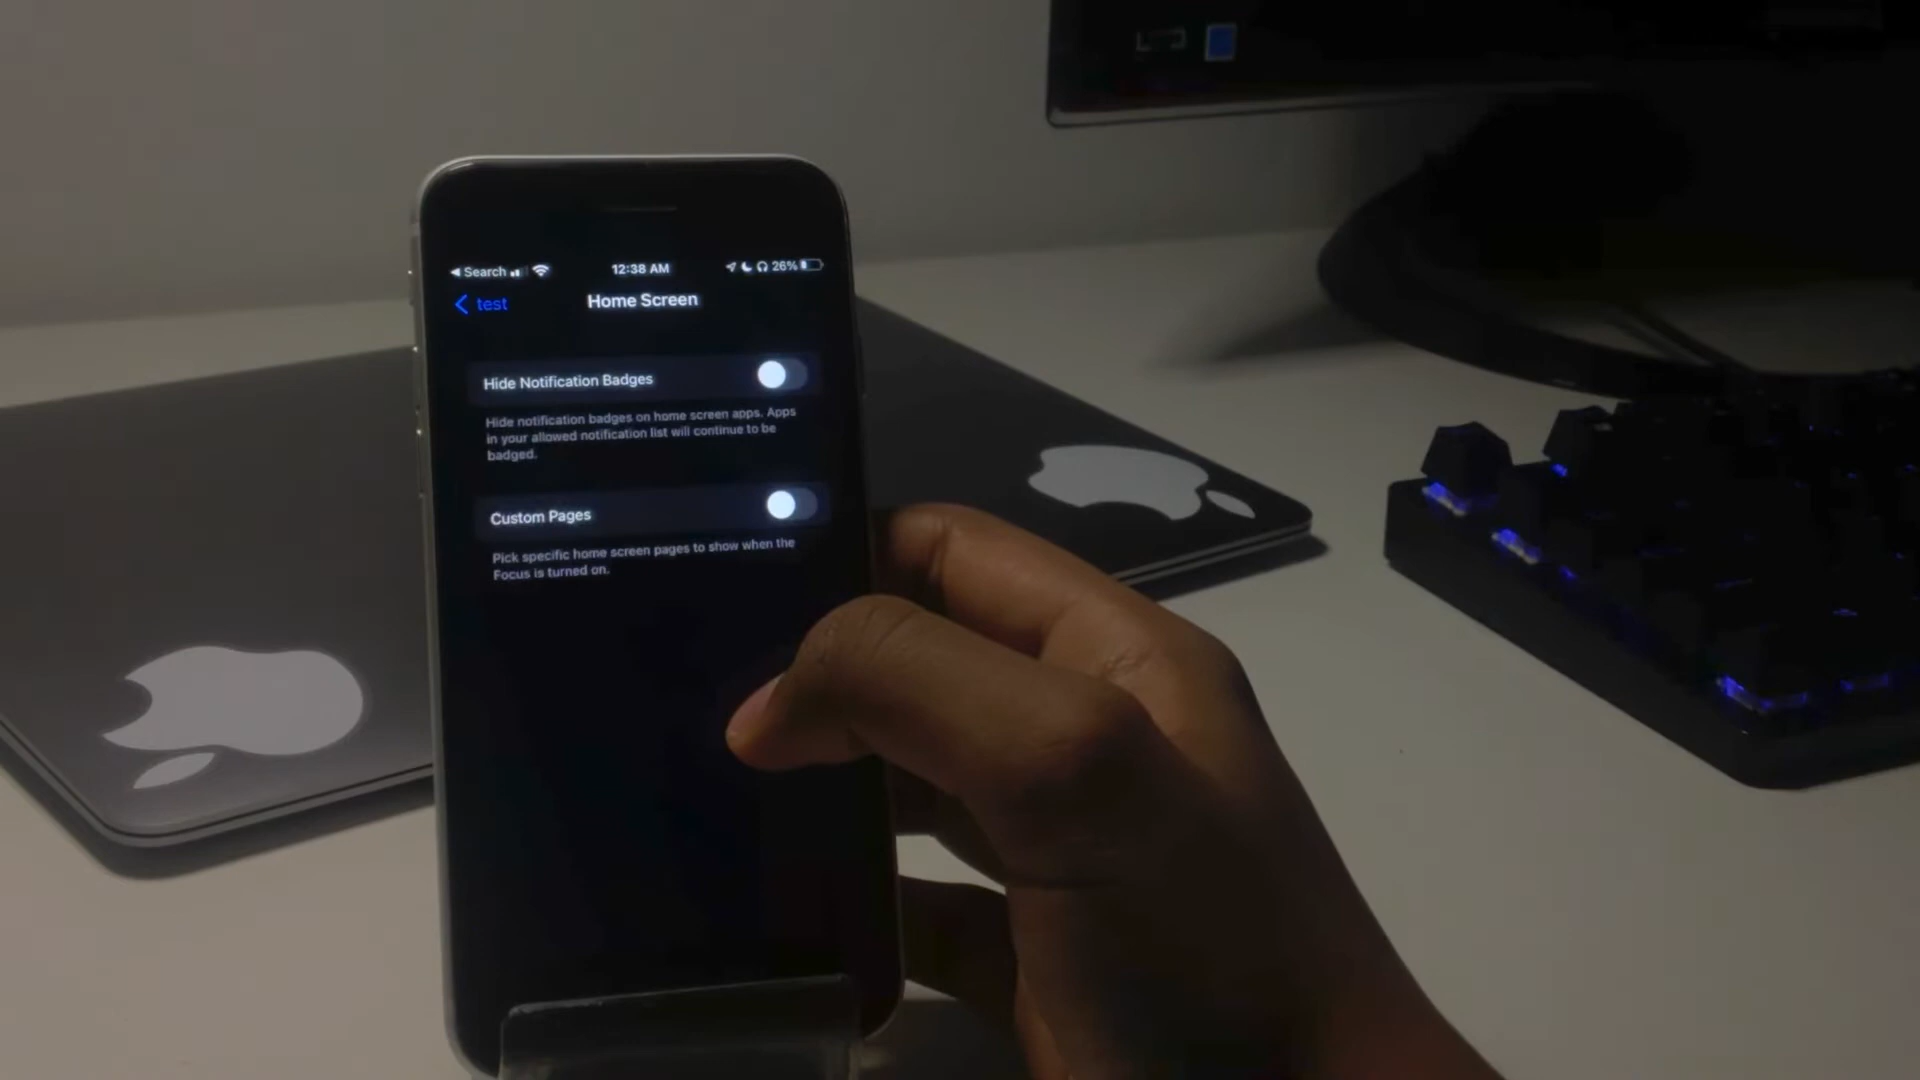 Search
12:38 AM
26%
test
Home Screen
Hide Notification Badges
Hide notification badges on home screen apps. Apps
in your allowed notification list will continue to be
badged.
Custom Pages
Pick specific home screen pages to show when the
Focus is turned on.